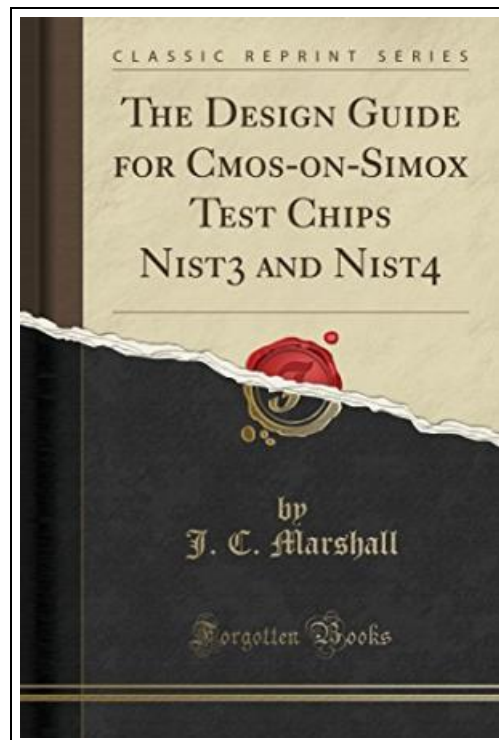 CLASSIC REPRINT SERIES
THE DESIGN GUIDE
FOR CMOS-ON-SIMOX
TEST CHIPS
NIST3 AND NIST4
by
J. C. Marshall
Forgotten Books